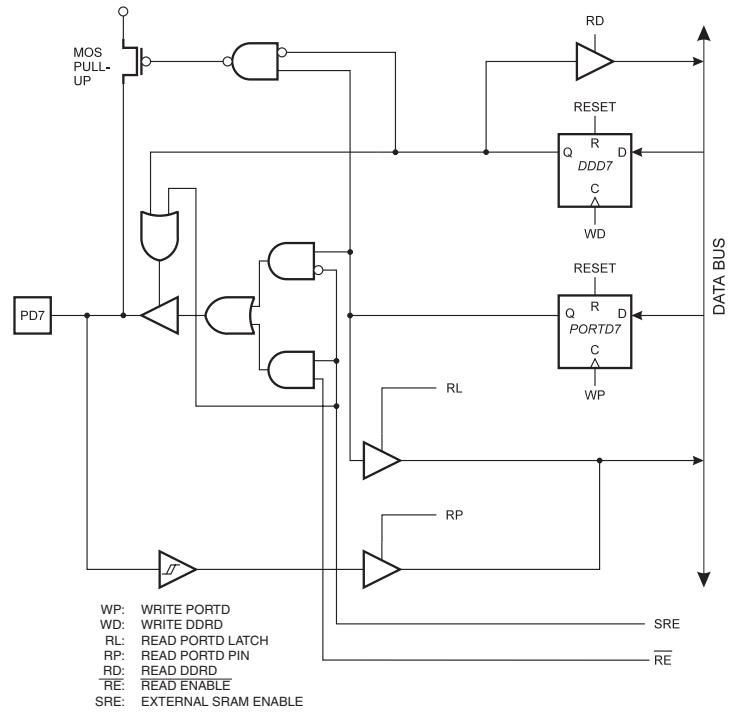 RD
MOS
PULL-
UP
RESET
R
Q
D
DDD7
C
WD
DATA BUS
RESET
R
Q
D
PORTD7
C
WP
PD7
RL
RP
SRE
RE
WP: WRITE PORTD
WD: WRITE DDRD
RL: READ PORTD LATCH
RP: READ PORTD PIN
RD: READ DDRD
RE: READ ENABLE
SRE: EXTERNAL SRAM ENABLE